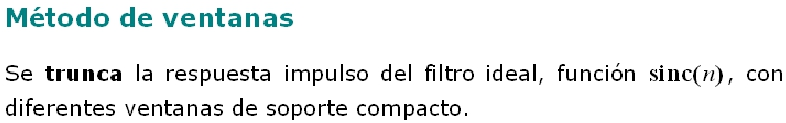 Método de ventanas
Se trunca la respuesta impulso del filtro ideal, función sinc(n), con
diferentes ventanas de soporte compacto.